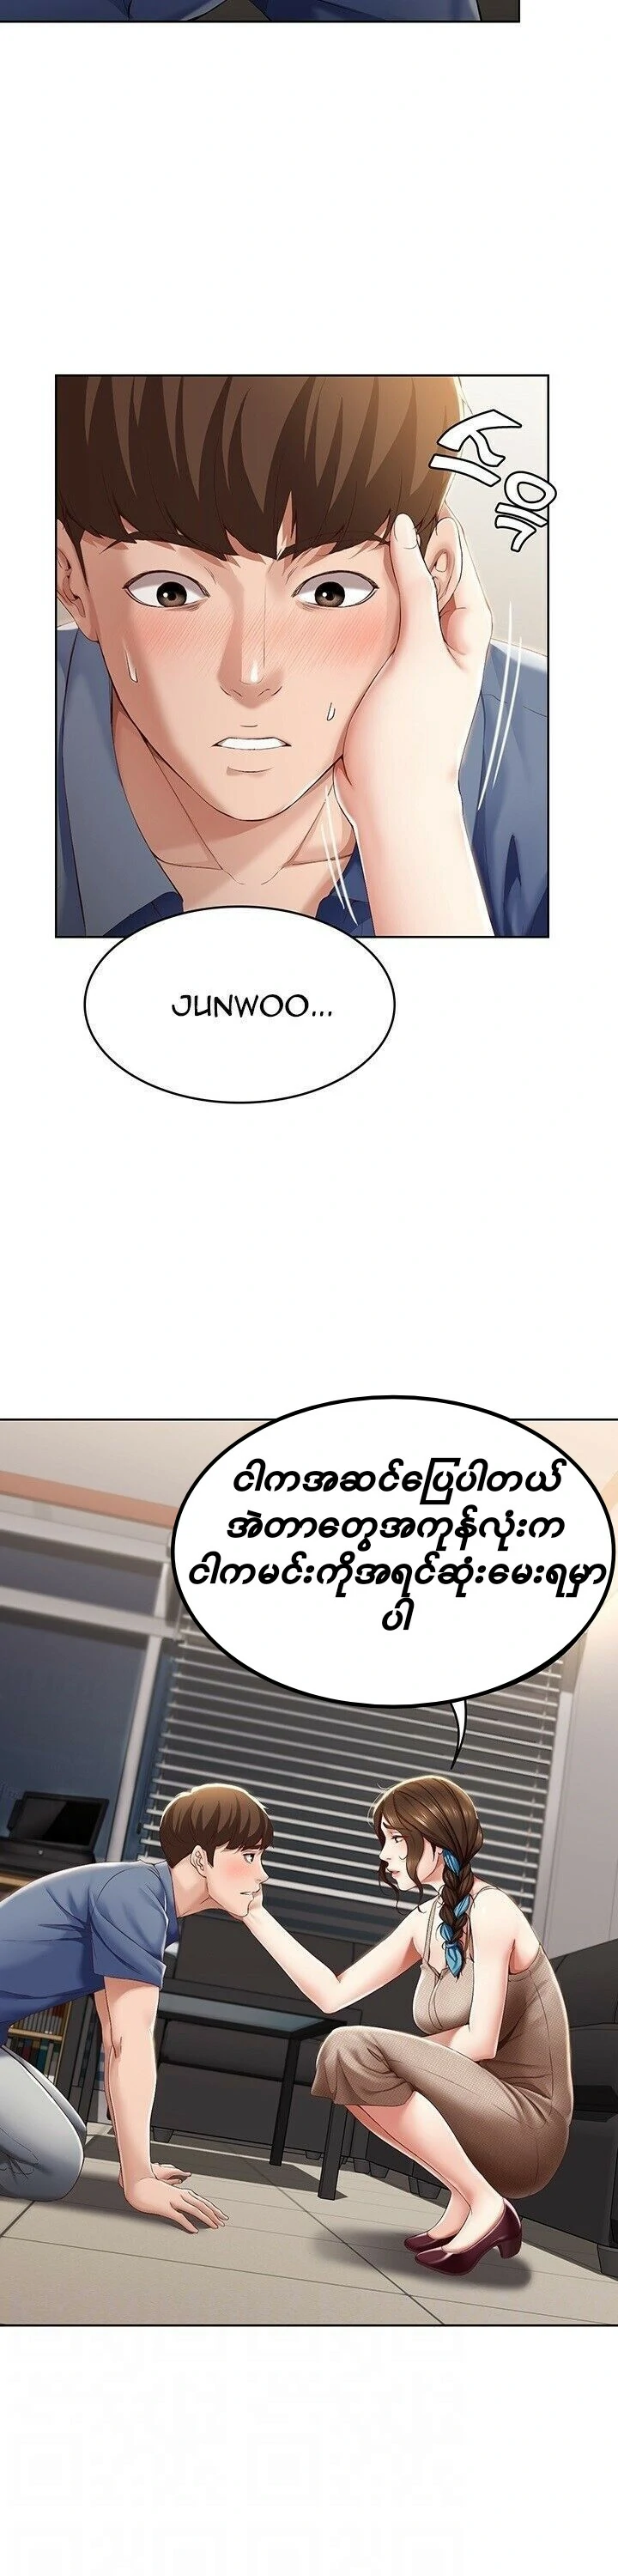 스윽
JUNWOO...
ငါကအဆင်ပြေပါတယ်
အဲတာတွေအကုန်လုံးက
ငါကမင်းကိုအရင်ဆုံးမေးရမှာ
ပါ